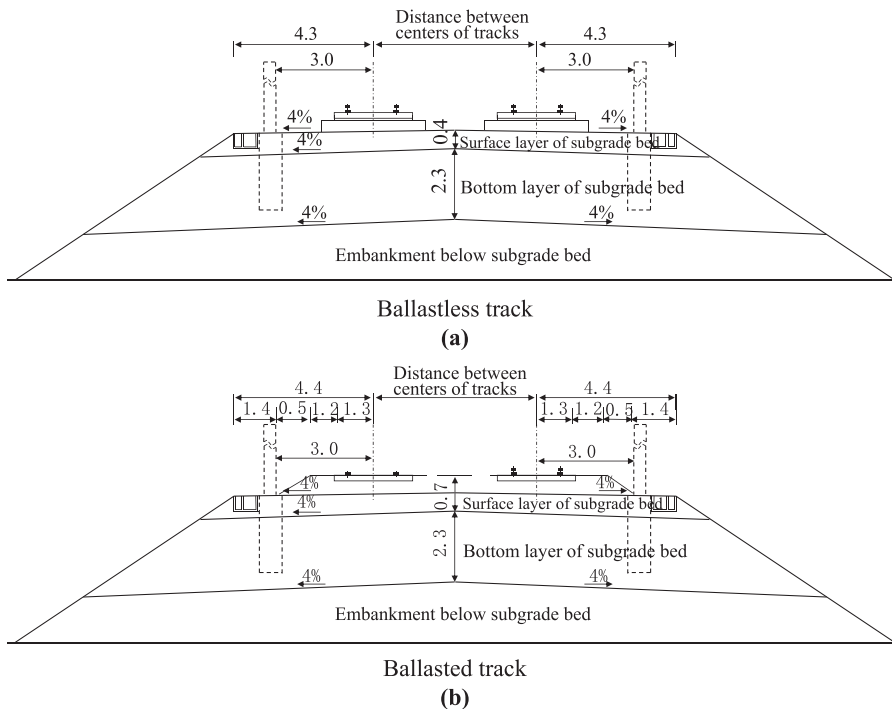 Distance between
centers of tracks
4.3
4.3
3.0
3.0
4%
4%
0.4
4%
Surface layer of subgrade bed
2.3
Bottom layer of subgrade bed
4%
4%
Embankment below subgrade bed
Ballastless track
(a)
Distance between
centers of tracks
4.4
4.4
1.4
0.5
1.2
1.3
1.3
1.2
0.5
1.4
3.0
3.0
4%
4%
0.7
4%
Surface layer of subgrade bed
2.3
Bottom layer of subgrade bed
4%
4%
Embankment below subgrade bed
Ballasted track
(b)